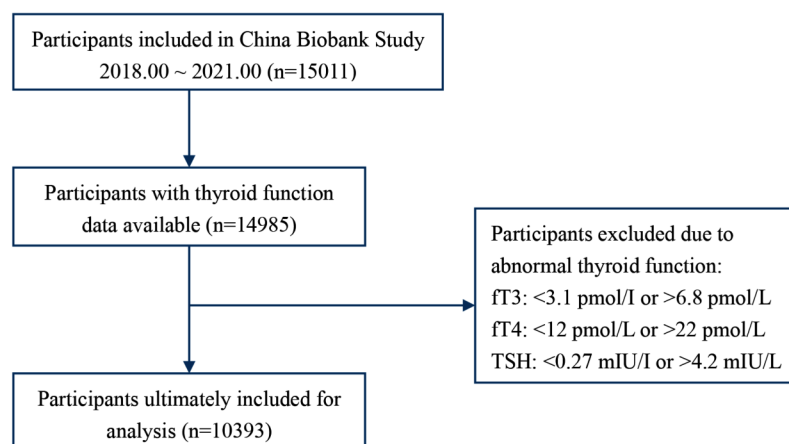 Participants included in China Biobank Study
2018.00 ~ 2021.00 (n=15011)
Participants with thyroid function
data available (n=14985)
Participants excluded due to
abnormal thyroid function:
fT3: <3.1 pmol/I or >6.8 pmol/L
fT4: <12 pmol/L or >22 pmol/L
TSH: <0.27 mIU/I or >4.2 mIU/L
Participants ultimately included for
analysis (n=10393)